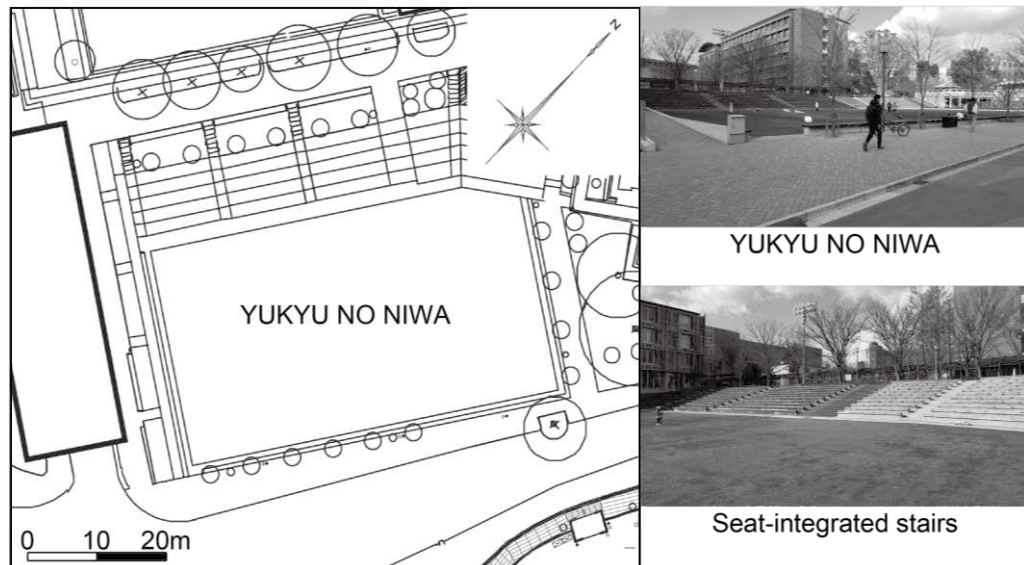 Z
YUKYU NO NIWA
0 10 20m
YUKYU NO NIWA
Seat-integrated stairs